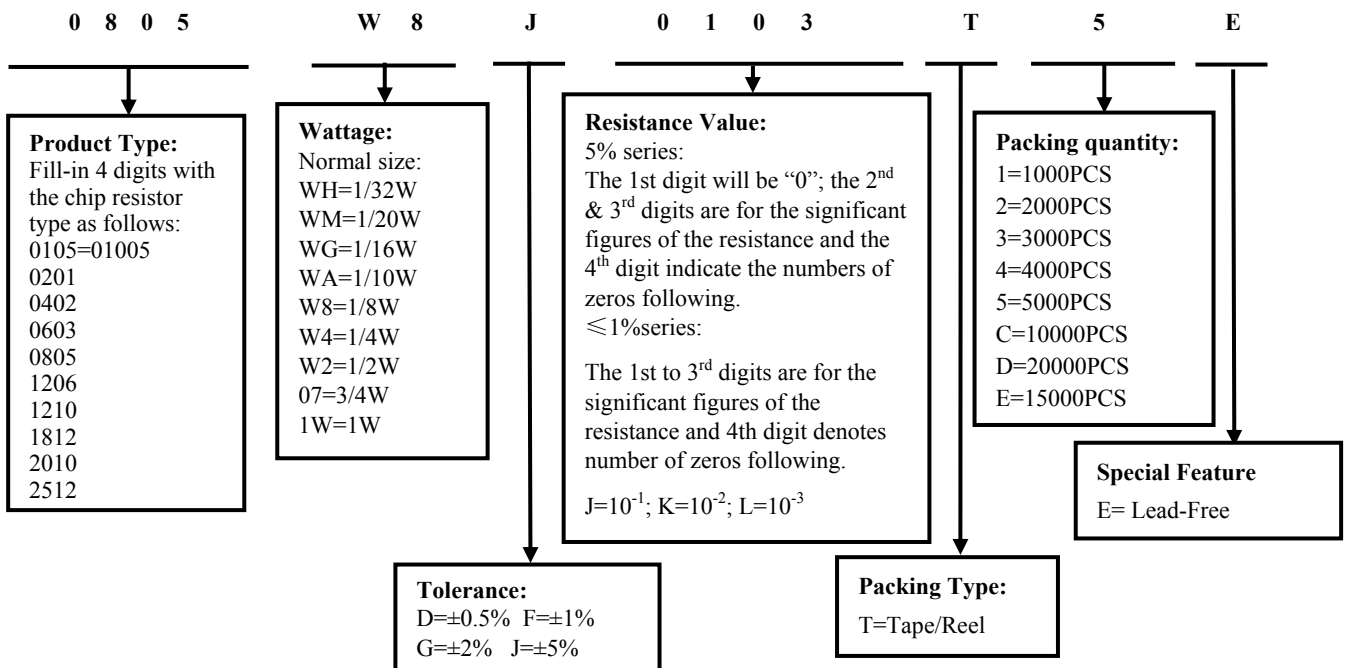 0 8 0 5 W 8 J 0 1 0 3 T 5 E
Product Type:
Fill-in 4 digits with
the chip resistor
type as follows:
0105=01005
0201
0402
0603
0805
1206
1210
1812
2010
2512
Wattage:
Normal size:
WH=1/32W
WM=1/20W
WG=1/16W
WA=1/10W
W8=1/8W
W4=1/4W
W2=1/2W
07=3/4W
1W=1W
Resistance Value:
5% series:
The 1st digit will be “0”; the 2nd
& 3rd digits are for the significant
figures of the resistance and the
4th digit indicate the numbers of
zeros following.
≤1%series:
The 1st to 3rd digits are for the
significant figures of the
resistance and 4th digit denotes
number of zeros following.
J=10-1; K=10-2; L=10-3
Packing quantity:
1=1000PCS
2=2000PCS
3=3000PCS
4=4000PCS
5=5000PCS
C=10000PCS
D=20000PCS
E=15000PCS
Special Feature
E= Lead-Free
Tolerance:
D=±0.5% F=±1%
G=±2% J=±5%
Packing Type:
T=Tape/Reel